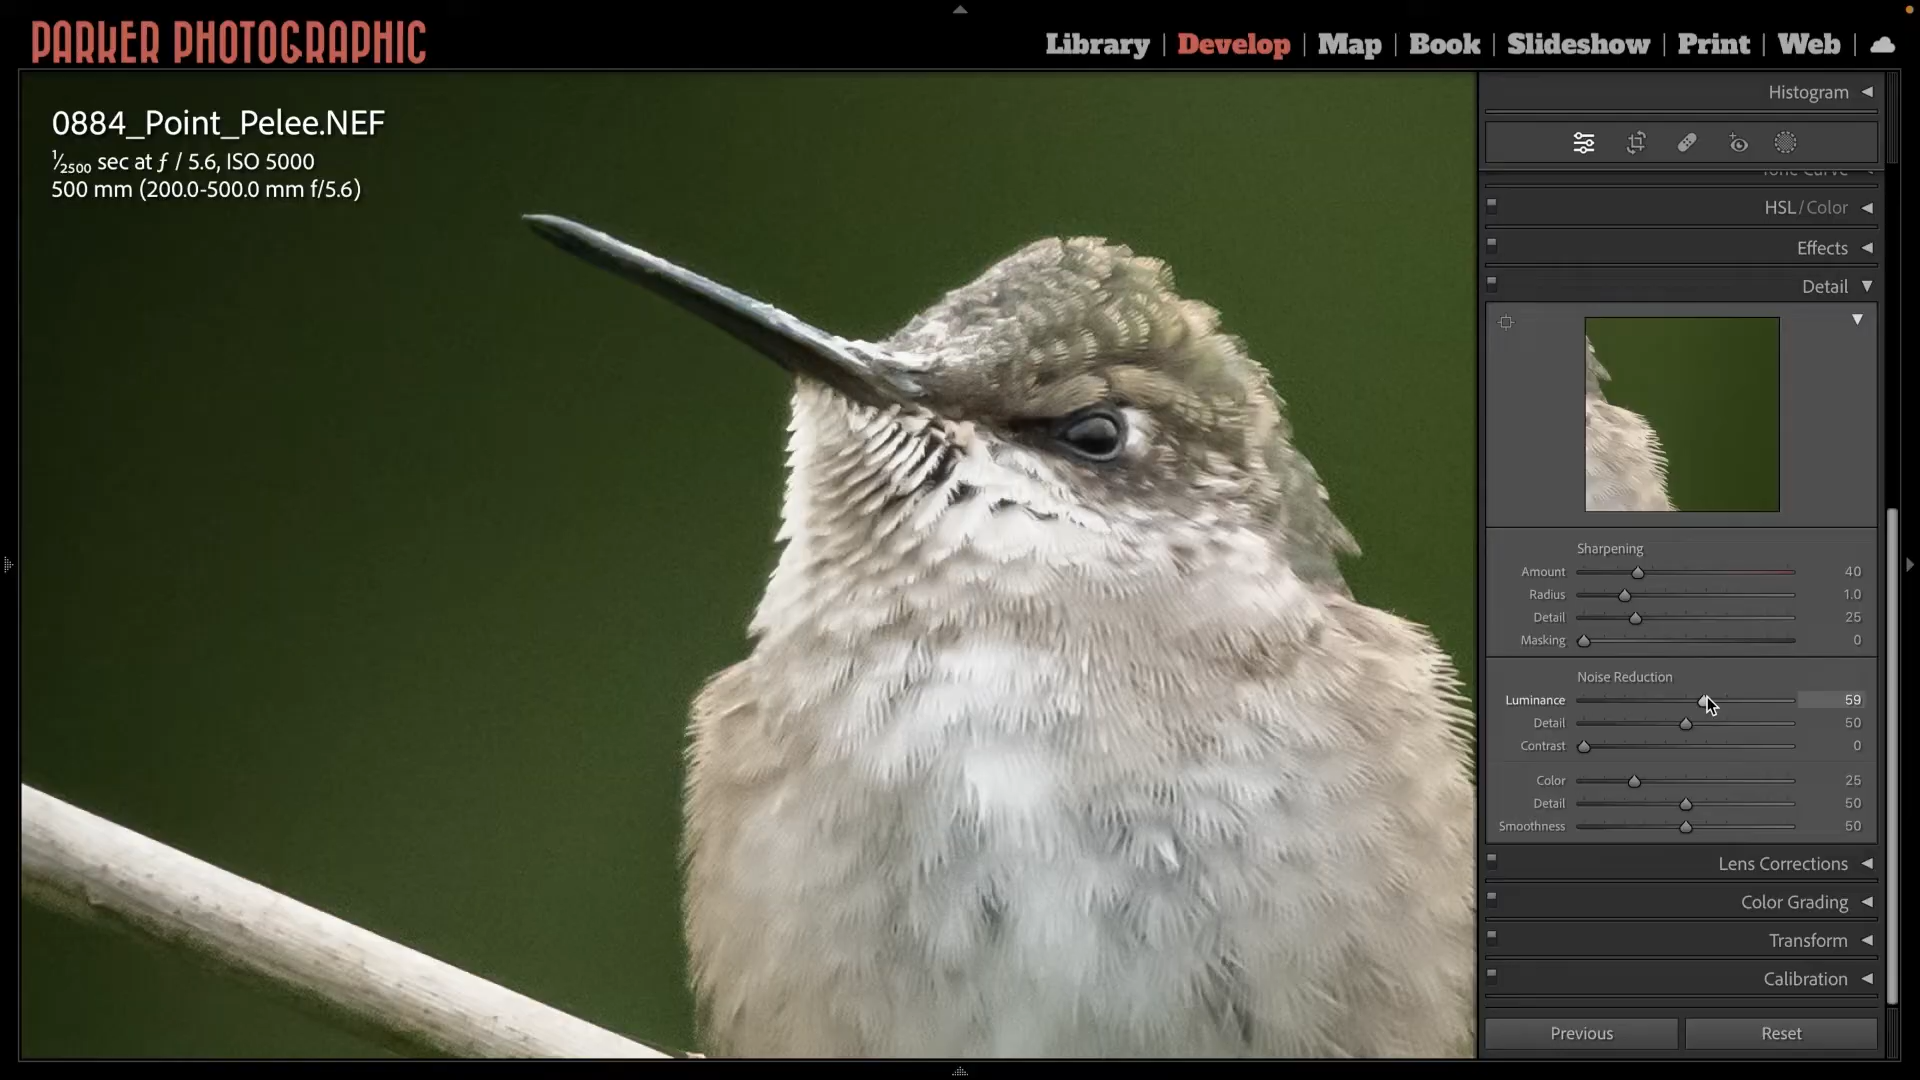 PARKER PHOTOGRAPHIC
Library | Develop | Map | Book | Slideshow | Print | Web |
0884_Point_Pelee.NEF
1/2500 sec at ƒ / 5.6, ISO 5000
500 mm (200.0-500.0 mm f/5.6)
Histogram
Tone Curve
HSL / Color
Effects
Detail
Sharpening
Amount 40
Radius 1.0
Detail 25
Masking 0
Noise Reduction
Luminance 59
Detail 50
Contrast 0
Color 25
Detail 50
Smoothness 50
Lens Corrections
Color Grading
Transform
Calibration
Previous Reset